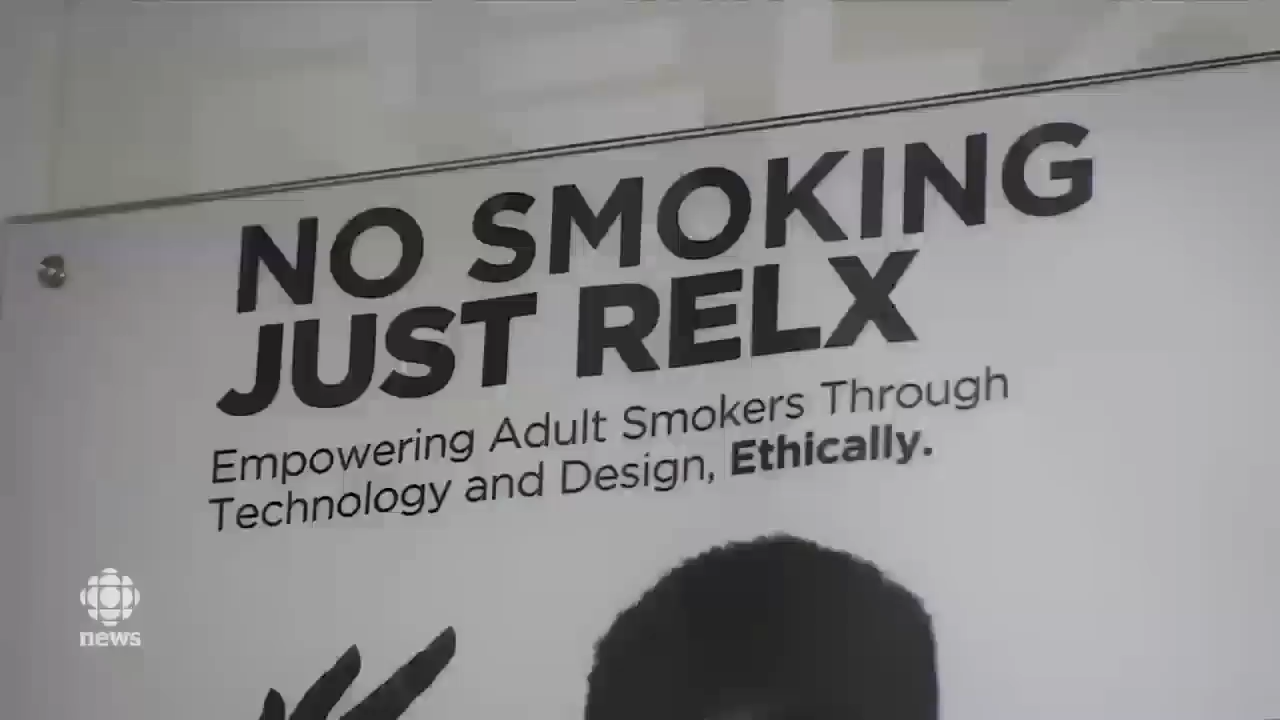 NO SMOKING
JUST RELX
Empowering Adult Smokers Through
Technology and Design, Ethically.
news